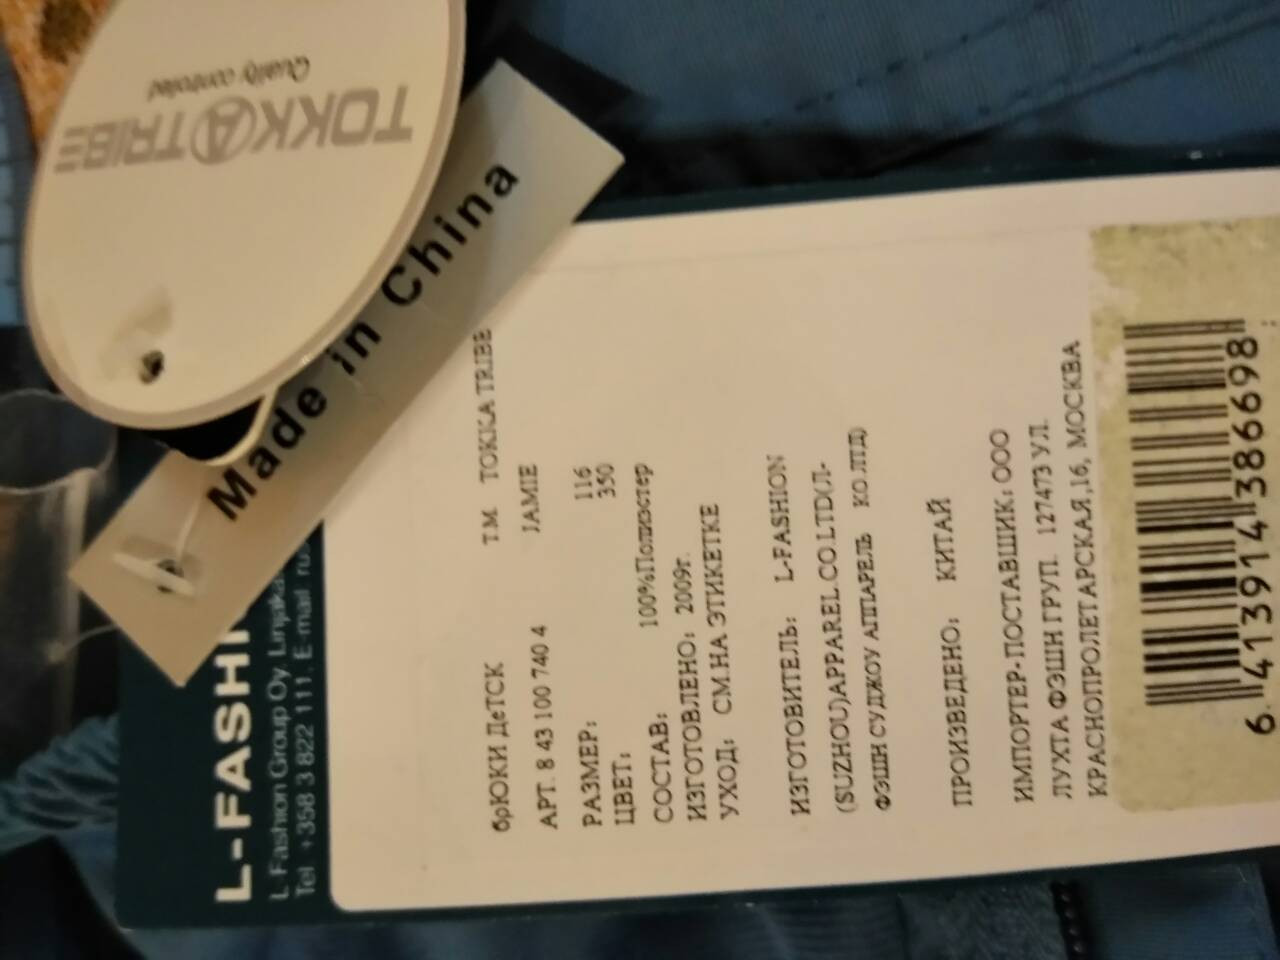 TOKKATRIBE
Quality controlled
Made in China
L-FASHI
L Fashion Group Oy,
Tel +358 3 822 111. E-mail rus
брЮКИ ДеТСК Т.М TOKKA TRIBE
АРТ. 8 43 100 740 4 JAMIE
РАЗМЕР: 116
ЦВЕТ: 350
СОСТАВ: 100%Полиэстер
ИЗГОТОВЛЕНО: 2009г.
УХОД: СМ.НА ЭТИКЕТКЕ
ИЗГОТОВИТЕЛЬ: L-FASHION
(SUZHOU)APPAREL.CO.LTD(Л-
ФЭШН СУДЖОУ АППАРЕЛЬ КО.ЛТД)
ПРОИЗВЕДЕНО: КИТАЙ
ИМПОРТЕР-ПОСТАВЩИК: ООО
ЛУХТА ФЭШН ГРУП. 127473 УЛ.
КРАСНОПРОЛЕТАРСКАЯ,16, МОСКВА
6 413914 386698